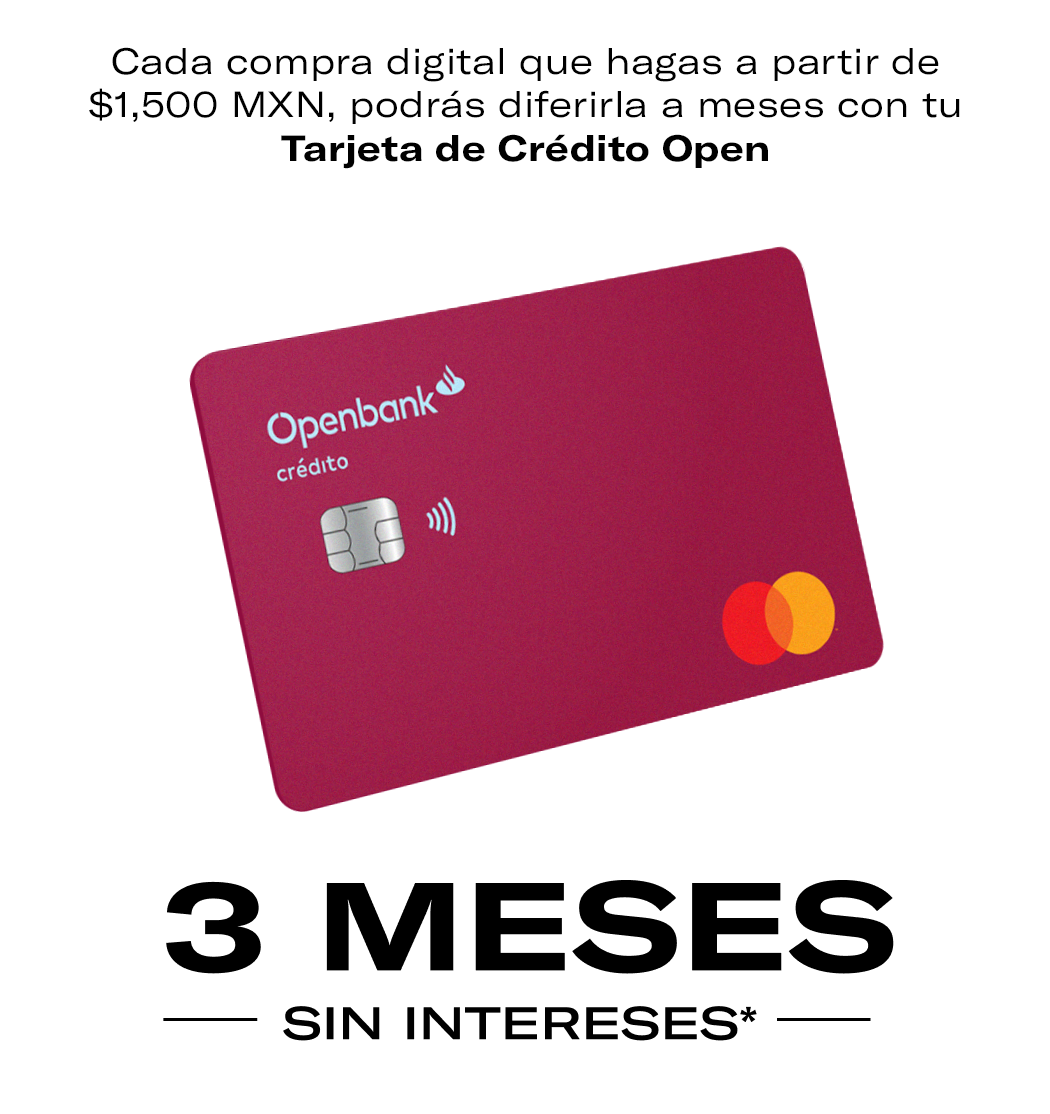 Cada compra digital que hagas a partir de
$1,500 MXN, podrás diferirla a meses con tu
Tarjeta de Crédito Open
Openbank
crédito
3 MESES
SIN INTERESES*